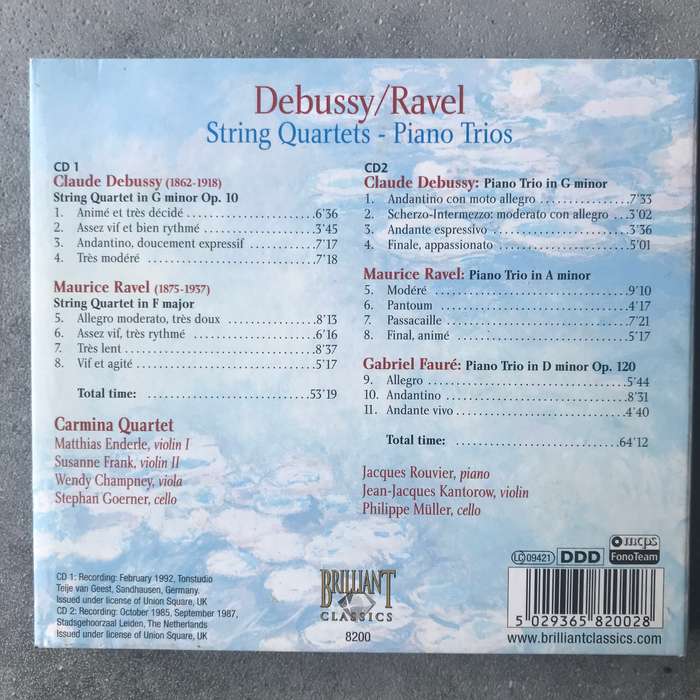 Debussy/Ravel
String Quartets - Piano Trios
CD 1
Claude Debussy (1862-1918)
String Quartet in G minor Op. 10
1. Animé et très décidé 6'36
2. Assez vif et bien rythmé 3'45
3. Andantino, doucement expressif 7'17
4. Très modéré 7'18
Maurice Ravel (1875-1937)
String Quartet in F major
5. Allegro moderato, très doux 8'13
6. Assez vif, très rythmé 6'16
7. Très lent 8'37
8. Vif et agité 5'17
Total time: 53'19
Carmina Quartet
Matthias Enderle, violin I
Susanne Frank, violin II
Wendy Champney, viola
Stephan Goerner, cello
CD2
Claude Debussy: Piano Trio in G minor
1. Andantino con moto allegro 7'33
2. Scherzo-Intermezzo: moderato con allegro 3'02
3. Andante espressivo 3'36
4. Finale, appassionato 5'01
Maurice Ravel: Piano Trio in A minor
5. Modéré 9'10
6. Pantoum 4'17
7. Passacaille 7'21
8. Final, animé 5'17
Gabriel Fauré: Piano Trio in D minor Op. 120
9. Allegro 5'44
10. Andantino 8'31
11. Andante vivo 4'40
Total time: 64'12
Jacques Rouvier, piano
Jean-Jacques Kantorow, violin
Philippe Müller, cello
CD 1: Recording: February 1992, Tonstudio
Teije van Geest, Sandhausen, Germany.
Issued under license of Union Square, UK
CD 2: Recording: October 1985, September 1987,
Stadsgehoorzaal Leiden, The Netherlands
Issued under license of Union Square, UK
BRILLIANT
CLASSICS
8200
LC 09421
DDD
mcps
FonoTeam
5 029365 820028
www.brilliantclassics.com